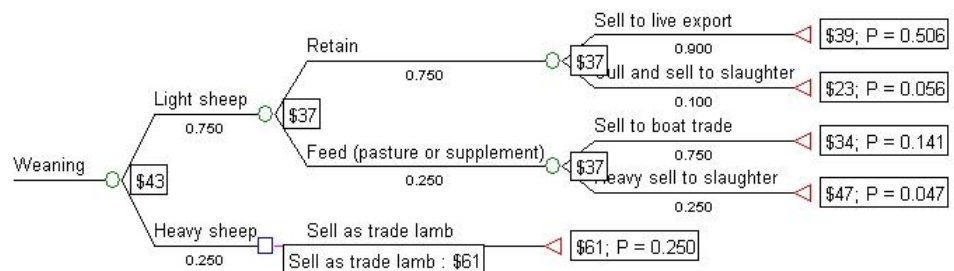 Sell to live export
$39; P = 0.506
Retain
0.900
$37
0.750
ull and sell to slaughter
$23; P = 0.056
Light sheep
0.100
$37
0.750
Sell to boat trade
$34; P = 0.141
Feed (pasture or supplement)
0.750
$37
Weaning
0.250
eavy sell to slaughter
$47; P = 0.047
$43
0.250
Heavy sheep
Sell as trade lamb
$61; P = 0.250
0.250
Sell as trade lamb : $61